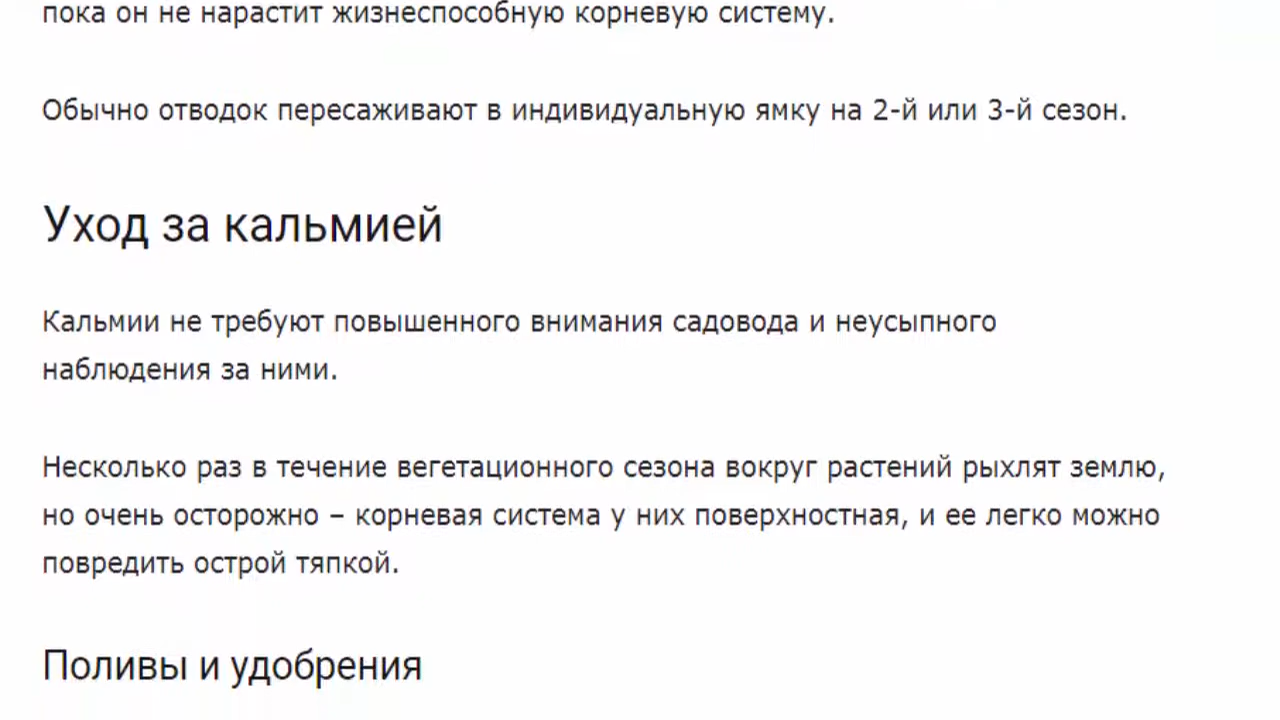 пока он не нарастит жизнеспособную корневую систему.
Обычно отводок пересаживают в индивидуальную ямку на 2-й или 3-й сезон.
Уход за кальмией
Кальмии не требуют повышенного внимания садовода и неусыпного
наблюдения за ними.
Несколько раз в течение вегетационного сезона вокруг растений рыхлят землю,
но очень осторожно – корневая система у них поверхностная, и ее легко можно
повредить острой тяпкой.
Поливы и удобрения